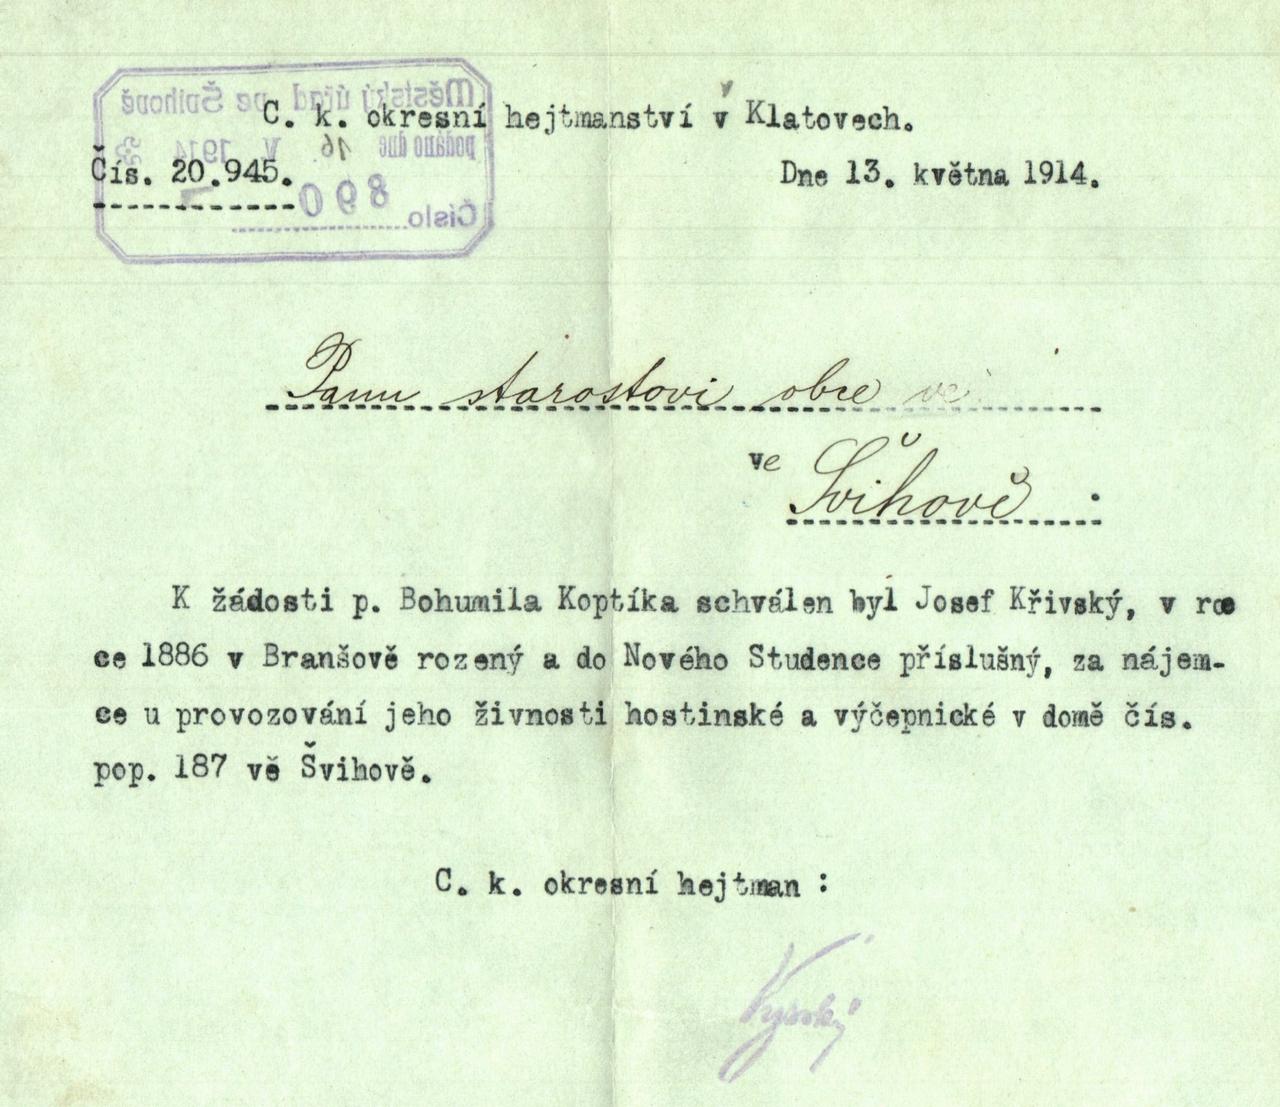 Městský úřad ve Švihově
C. k. okresní hejtmanství v Klatovech.
podáno dne 16 V 1914
Čís. 20.945.
Dne 13. května 1914.
Číslo 890
Panu starostovi obce ve
ve
Švihově :
K žádosti p. Bohumila Koptíka schválen byl Josef Křivský, v roe
ce 1886 v Branšově rozený a do Nového Studence příslušný, za nájem-
ce u provozování jeho živnosti hostinské a výčepnické v domě čís.
pop. 187 vě Švihově.
C. k. okresní hejtman :